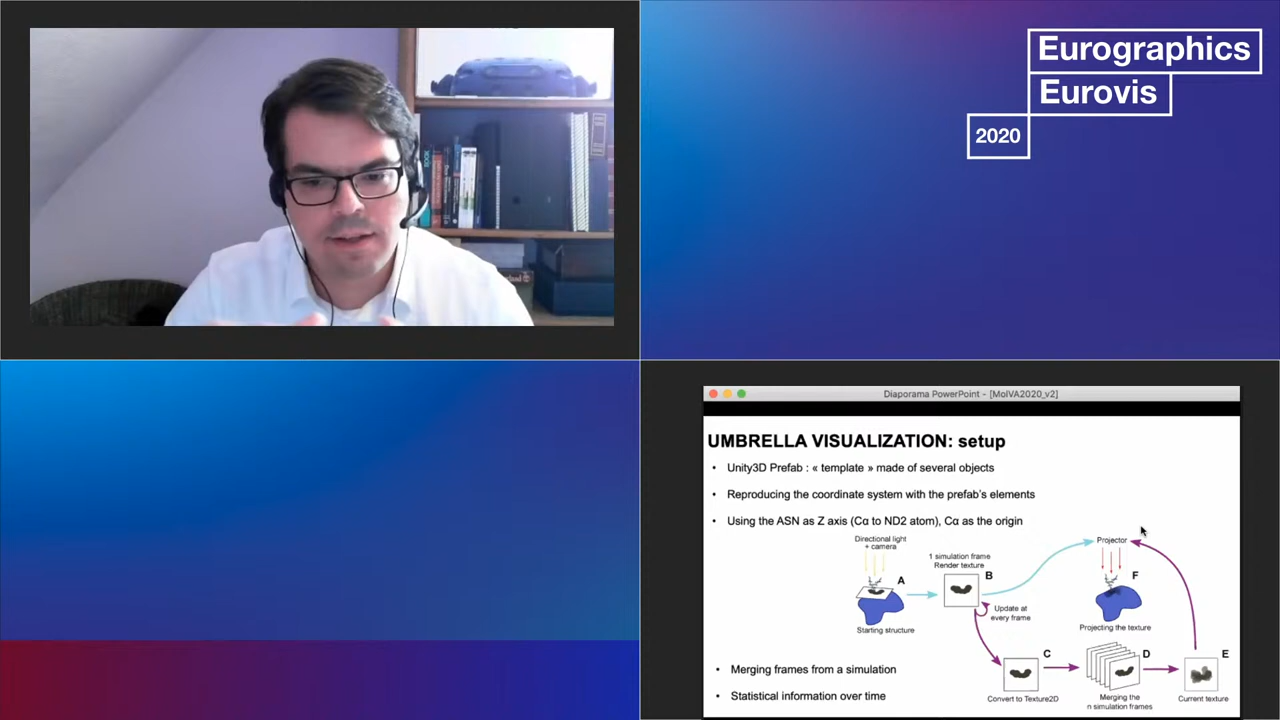 Eurographics
Eurovis
2020
Diaporama PowerPoint - [MolVA2020_v2]
UMBRELLA VISUALIZATION: setup
• Unity3D Prefab : « template » made of several objects
• Reproducing the coordinate system with the prefab's elements
• Using the ASN as Z axis (Cα to ND2 atom), Cα as the origin
Directional light
+ camera
1 simulation frame
Render texture
Projector
A
B
F
Update at
every frame
Starting structure
Projecting the texture
C
D
E
Convert to Texture2D
Merging the
n simulation frames
Current texture
• Merging frames from a simulation
• Statistical information over time